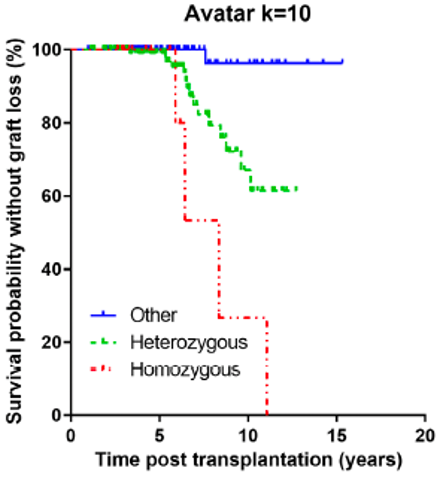 Avatar k=10
Survival probability without graft loss (%)
100
80
60
40
20
0
Other
Heterozygous
Homozygous
0 5 10 15 20
Time post transplantation (years)